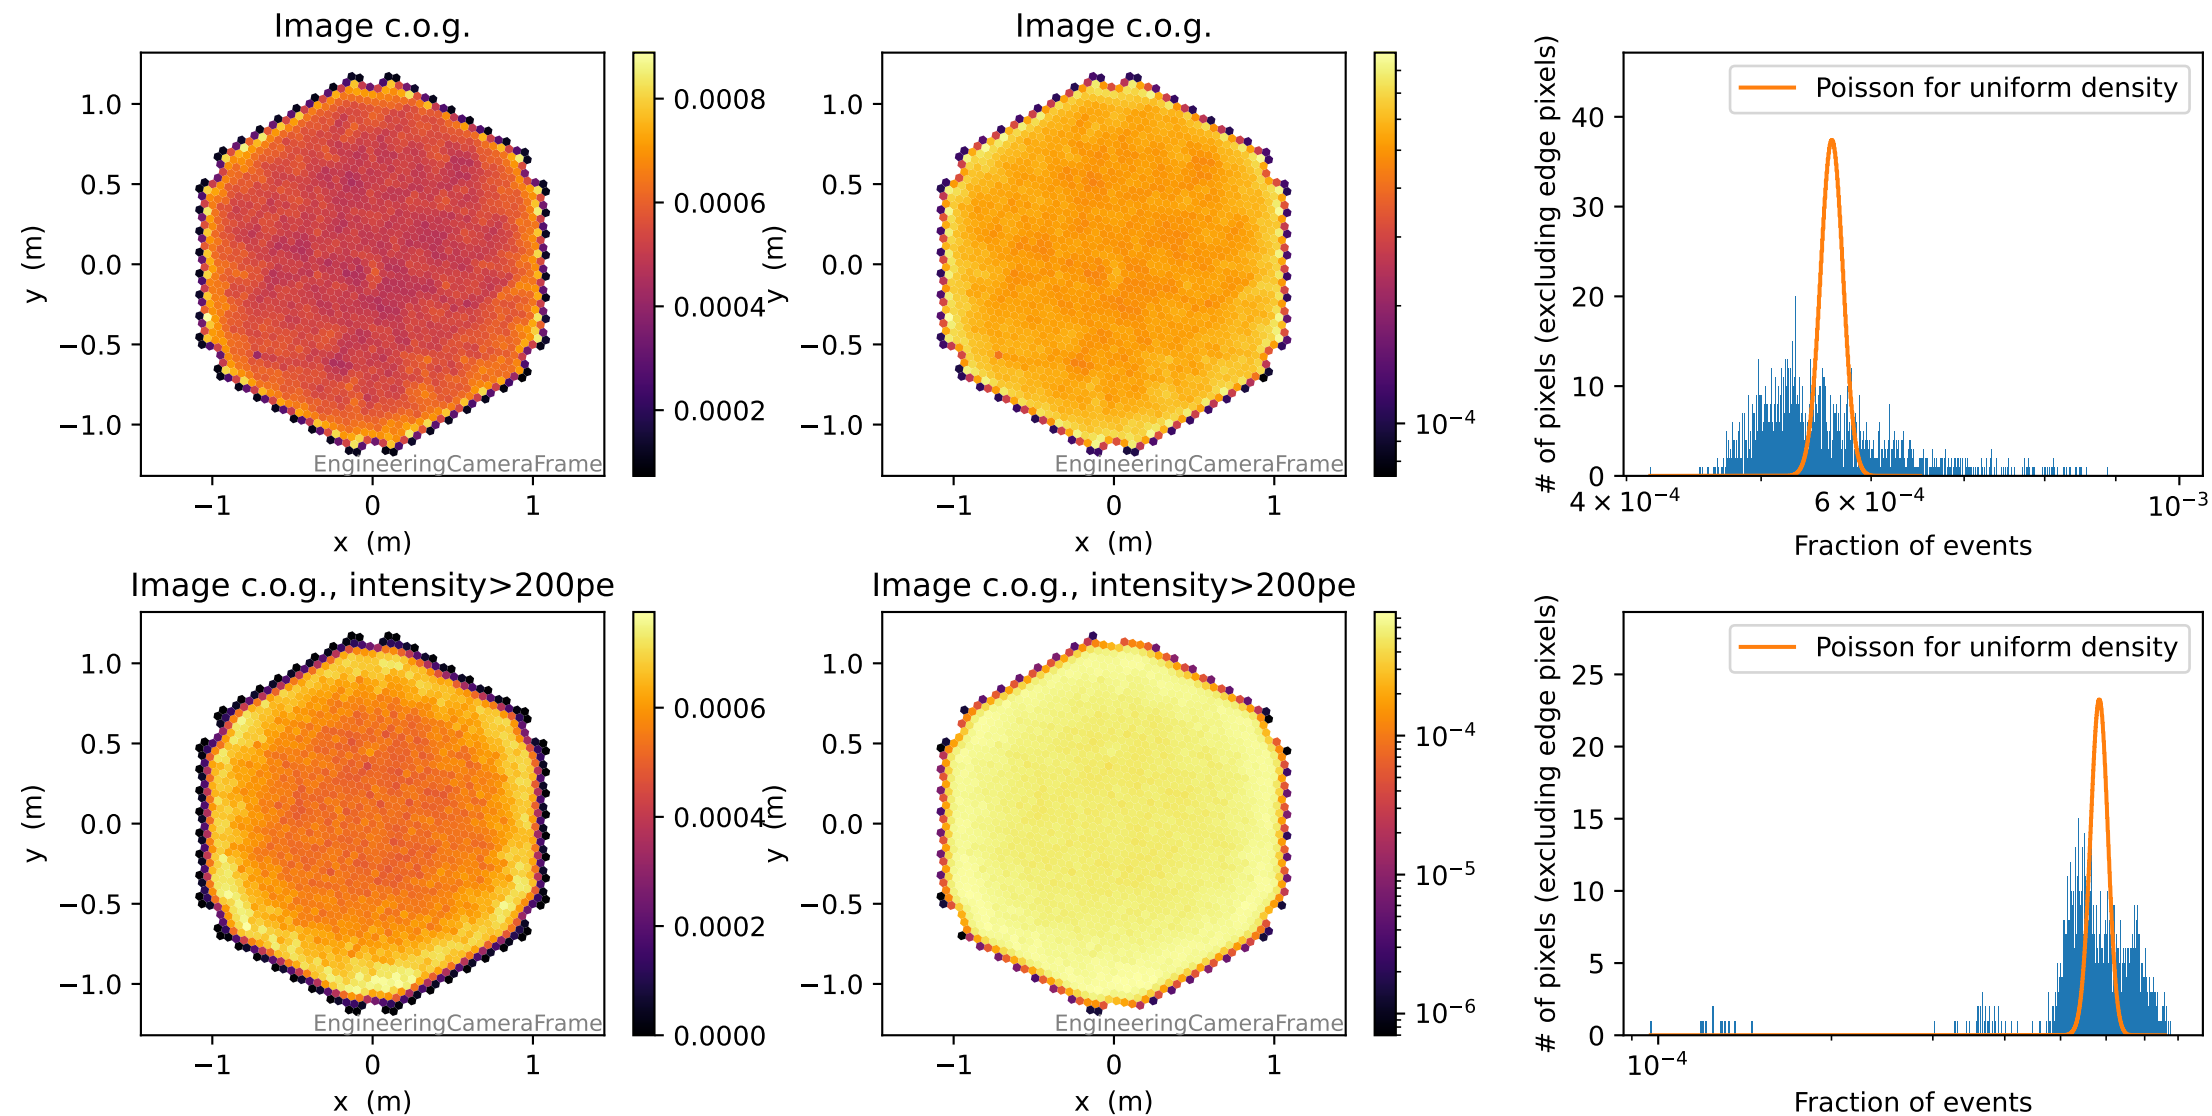 Image c.o.g.
1.0
0.5
0.0
−0.5
−1.0
y (m)
−1
0
1
x (m)
EngineeringCameraFrame
0.0008
0.0006
0.0004
0.0002
Image c.o.g.
1.0
0.5
0.0
−0.5
−1.0
y (m)
−1
0
1
x (m)
EngineeringCameraFrame
10⁻⁴
Poisson for uniform density
# of pixels (excluding edge pixels)
40
30
20
10
0
4 × 10⁻⁴
6 × 10⁻⁴
10⁻³
Fraction of events
Image c.o.g., intensity>200pe
1.0
0.5
0.0
−0.5
−1.0
y (m)
−1
0
1
x (m)
EngineeringCameraFrame
0.0006
0.0004
0.0002
0.0000
Image c.o.g., intensity>200pe
1.0
0.5
0.0
−0.5
−1.0
y (m)
−1
0
1
x (m)
EngineeringCameraFrame
10⁻⁴
10⁻⁵
10⁻⁶
Poisson for uniform density
# of pixels (excluding edge pixels)
25
20
15
10
5
0
10⁻⁴
Fraction of events